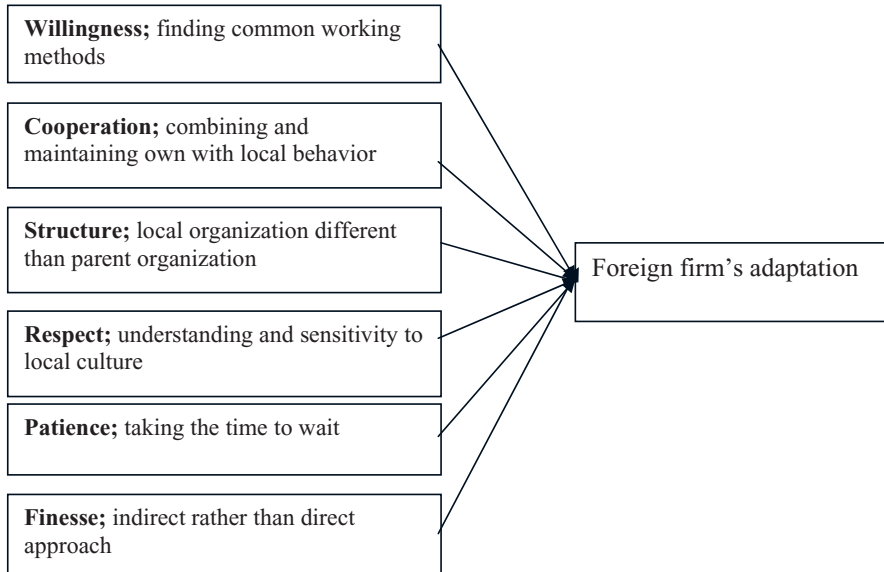 Willingness; finding common working
methods
Cooperation; combining and
maintaining own with local behavior
Structure; local organization different
than parent organization
Respect; understanding and sensitivity to
local culture
Patience; taking the time to wait
Finesse; indirect rather than direct
approach
Foreign firm's adaptation